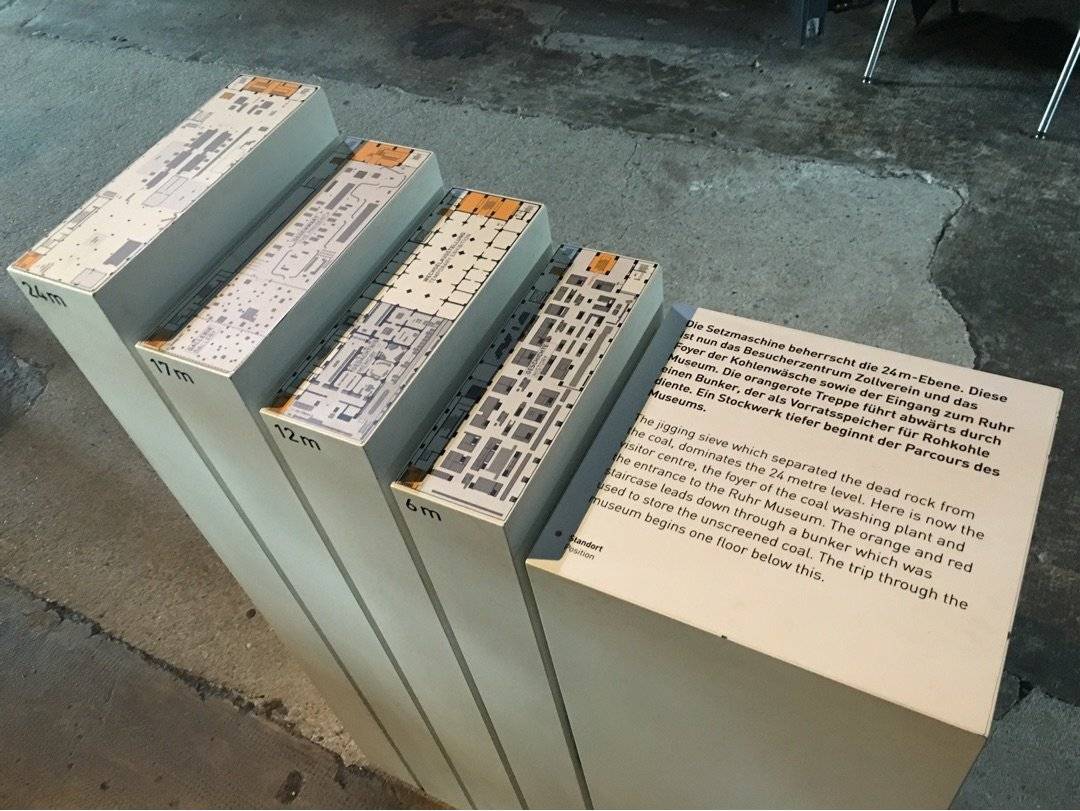 24m
17m
12m
6m
Die Setzmaschine beherrscht die 24m-Ebene. Diese
ist nun das Besucherzentrum Zollverein und das
Foyer der Kohlenwäsche sowie der Eingang zum Ruhr
Museum. Die orangerote Treppe führt abwärts durch
einen Bunker, der als Vorratsspeicher für Rohkohle
diente. Ein Stockwerk tiefer beginnt der Parcours des
Museums.
The jigging sieve which separated the dead rock from
the coal, dominates the 24 metre level. Here is now the
visitor centre, the foyer of the coal washing plant and
the entrance to the Ruhr Museum. The orange and red
staircase leads down through a bunker which was
used to store the unscreened coal. The trip through the
museum begins one floor below this.
Standort
Position